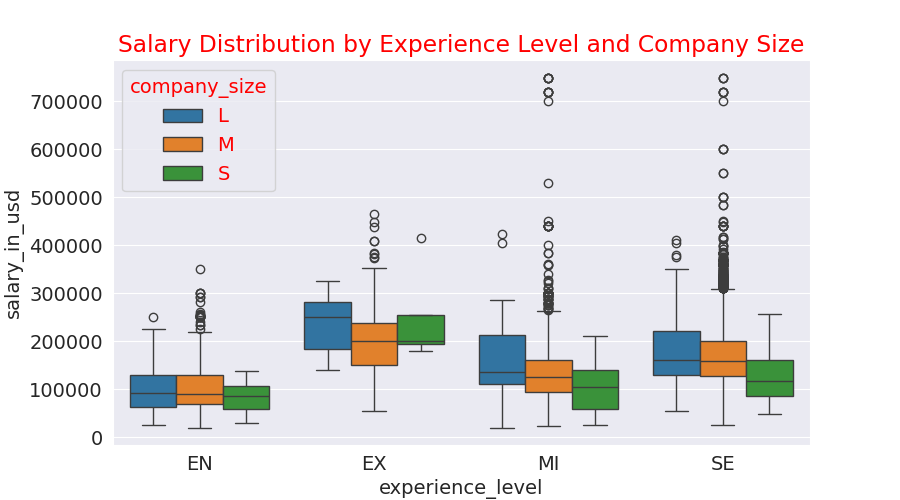 Salary Distribution by Experience Level and Company Size
company_size
L
M
S
700000
600000
500000
400000
300000
200000
100000
0
salary_in_usd
EN EX MI SE
experience_level